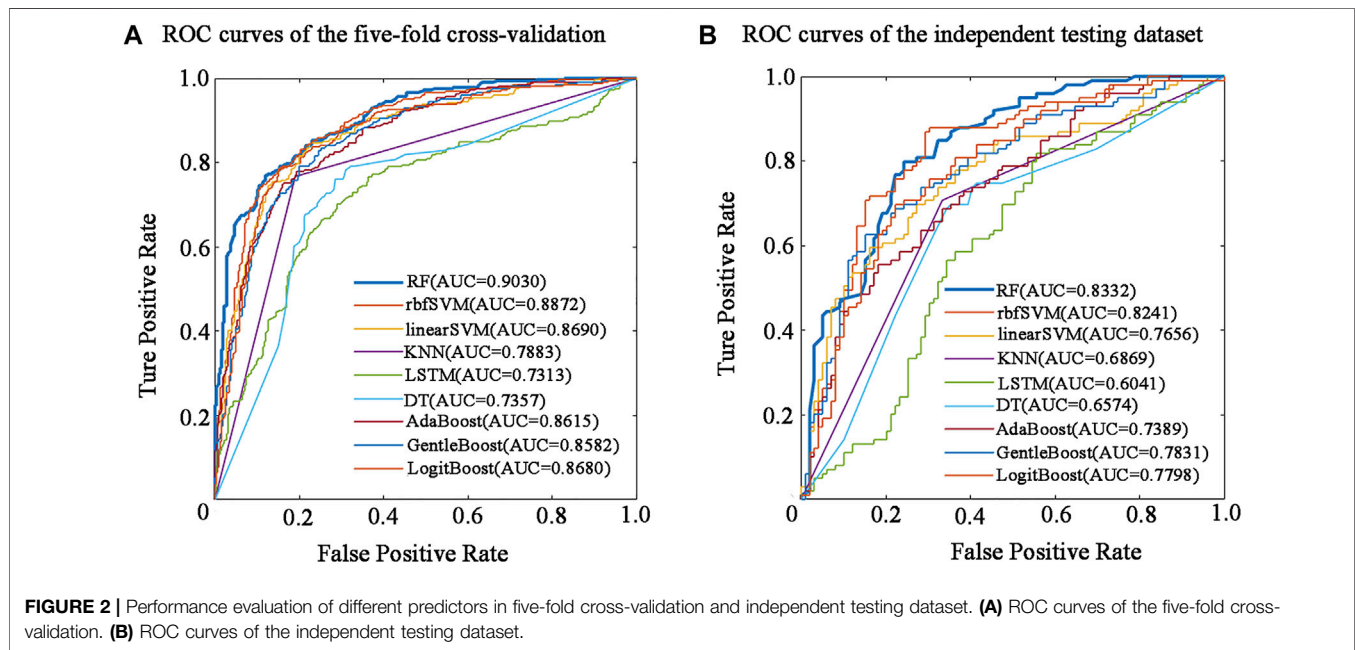 A ROC curves of the five-fold cross-validation
1.0
0.8
0.6
0.4
0.2
0
0.2 0.4 0.6 0.8 1.0
Ture Positive Rate
False Positive Rate
RF(AUC=0.9030)
rbfSVM(AUC=0.8872)
linearSVM(AUC=0.8690)
KNN(AUC=0.7883)
LSTM(AUC=0.7313)
DT(AUC=0.7357)
AdaBoost(AUC=0.8615)
GentleBoost(AUC=0.8582)
LogitBoost(AUC=0.8680)
B ROC curves of the independent testing dataset
1.0
0.8
0.6
0.4
0.2
0
0.2 0.4 0.6 0.8 1.0
Ture Positive Rate
False Positive Rate
RF(AUC=0.8332)
rbfSVM(AUC=0.8241)
linearSVM(AUC=0.7656)
KNN(AUC=0.6869)
LSTM(AUC=0.6041)
DT(AUC=0.6574)
AdaBoost(AUC=0.7389)
GentleBoost(AUC=0.7831)
LogitBoost(AUC=0.7798)
FIGURE 2 | Performance evaluation of different predictors in five-fold cross-validation and independent testing dataset. (A) ROC curves of the five-fold cross-
validation. (B) ROC curves of the independent testing dataset.